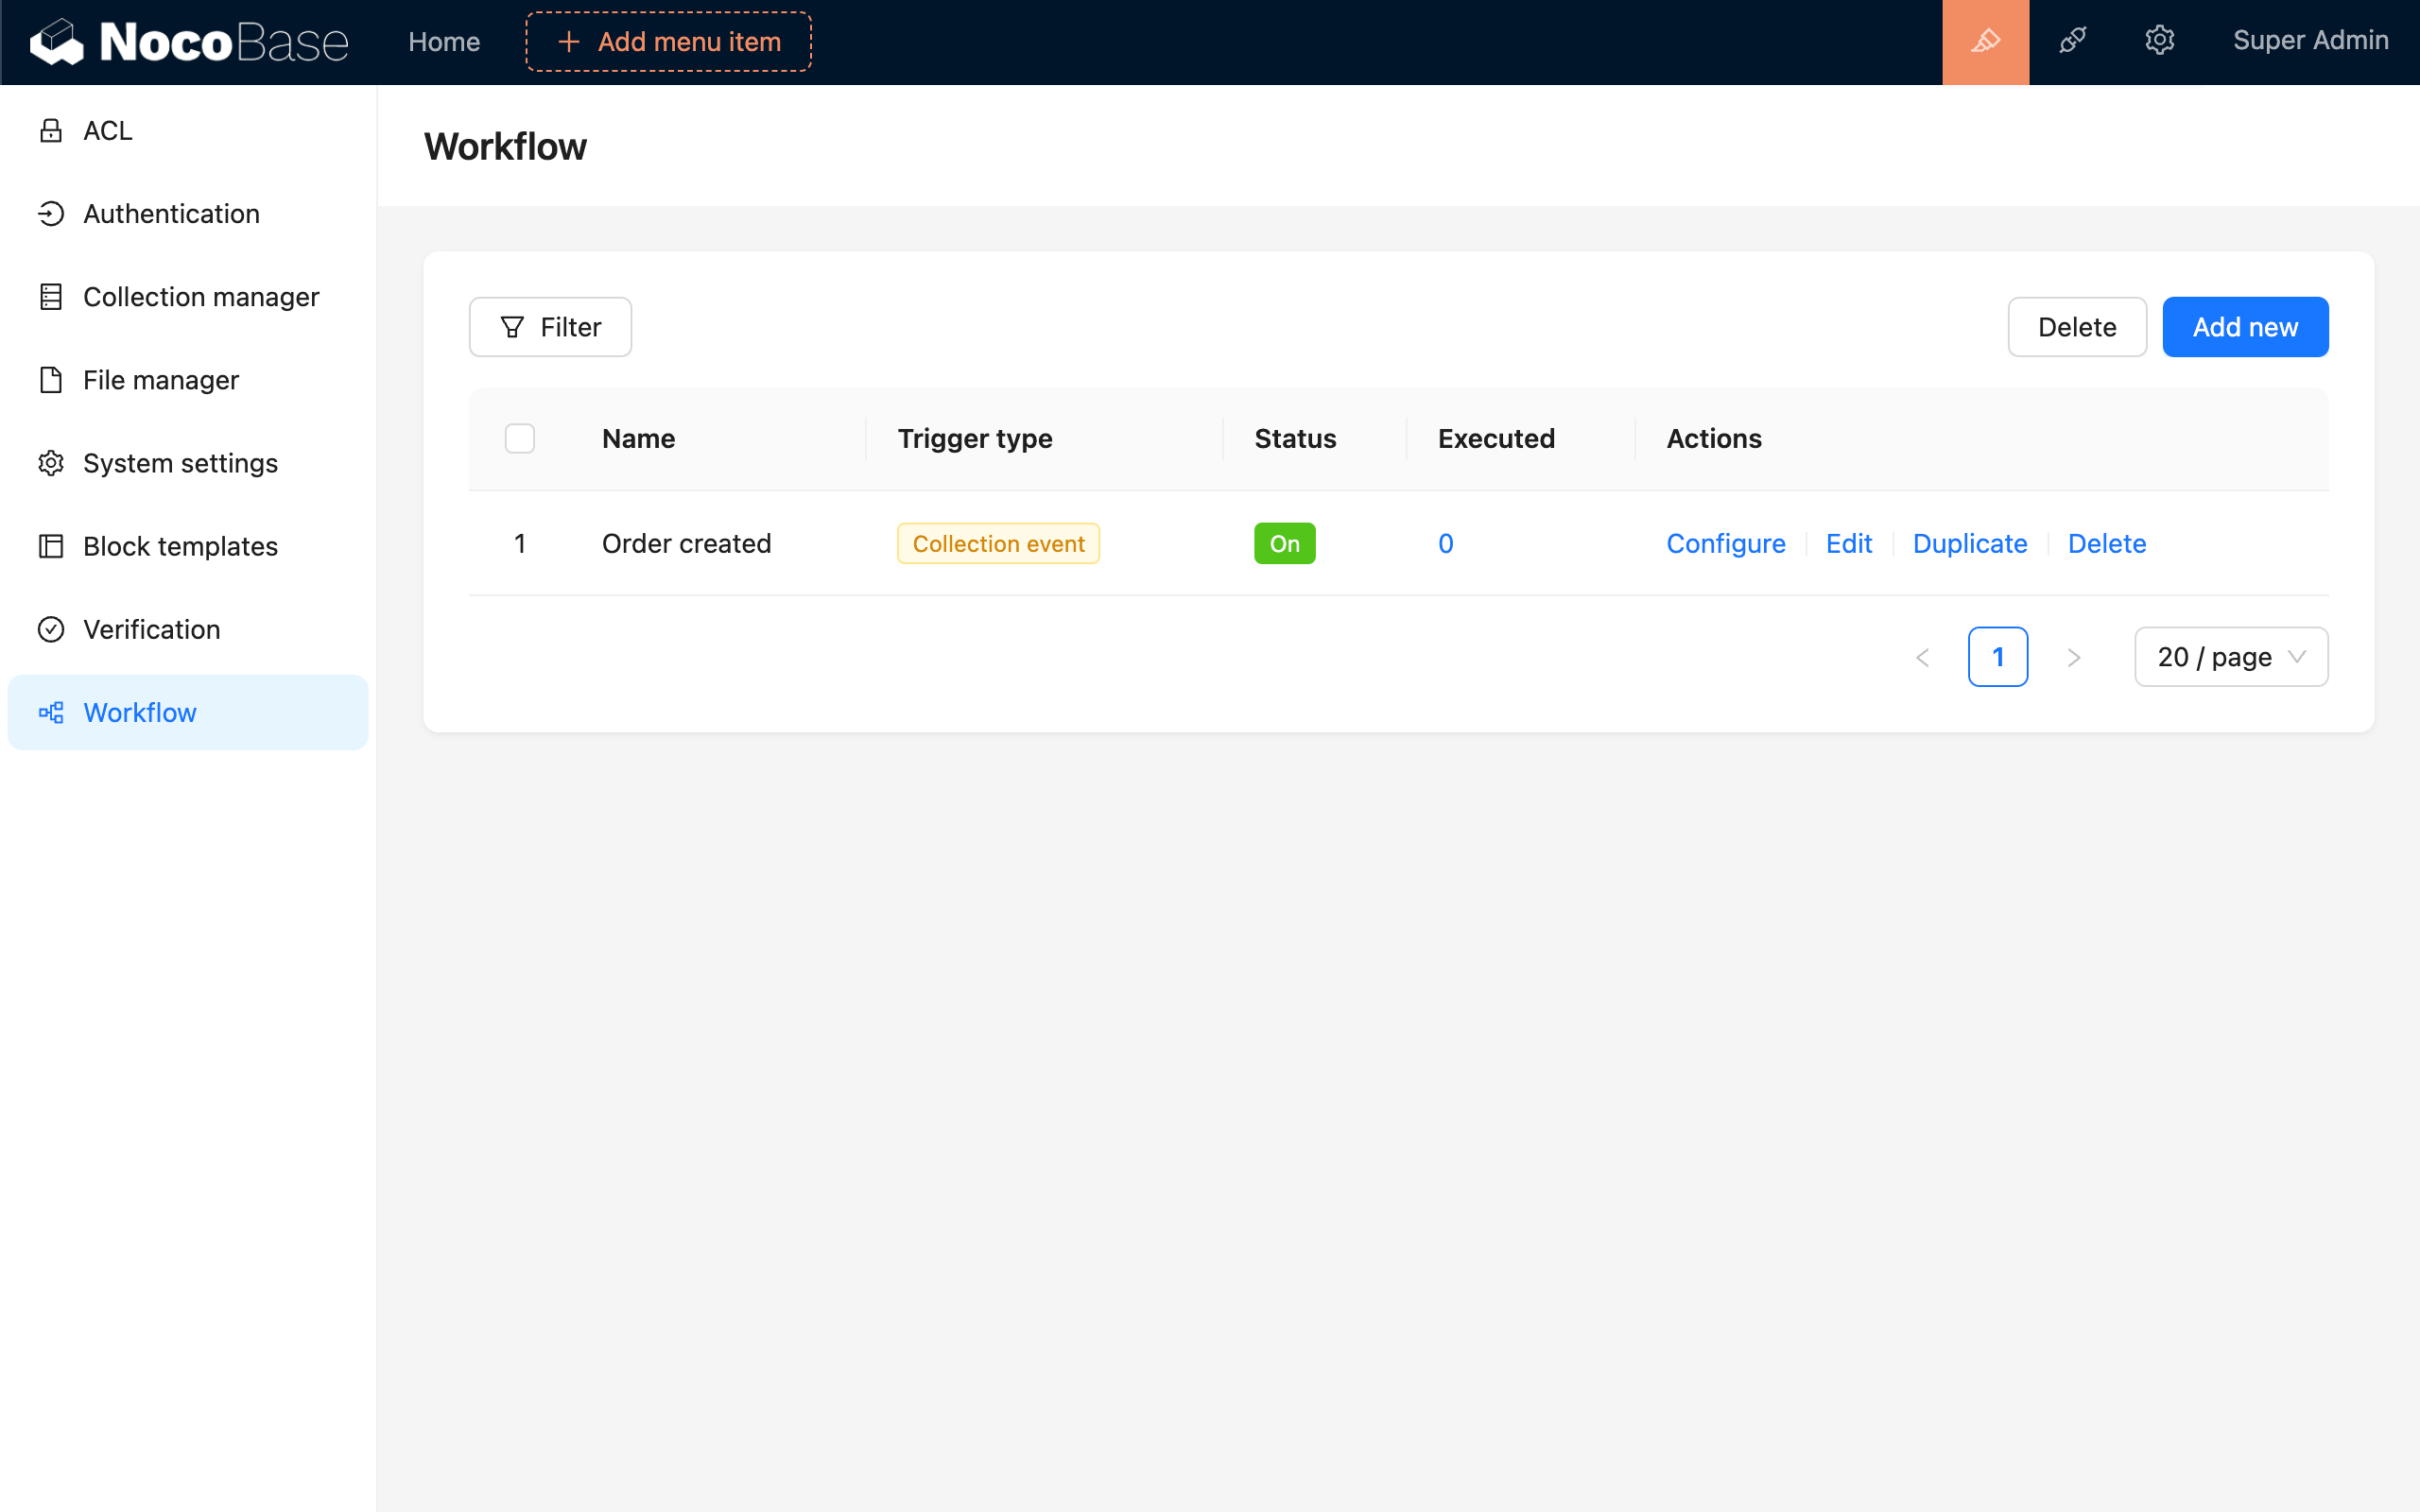 NocoBase Home + Add menu item Super Admin
ACL
Authentication
Collection manager
File manager
System settings
Block templates
Verification
Workflow
Workflow
Filter Delete Add new
Name Trigger type Status Executed Actions
1 Order created Collection event On 0 Configure Edit Duplicate Delete
< 1 > 20 / page